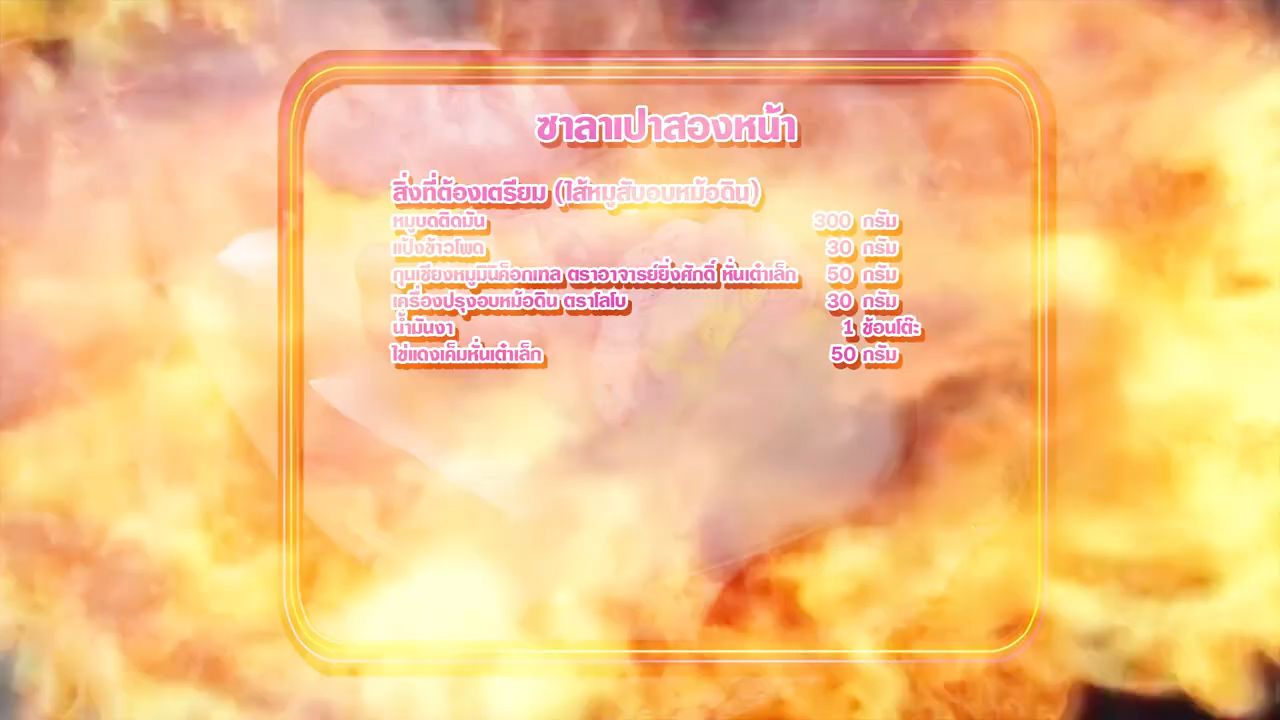 ซาลาเปาสองหน้า
สิ่งที่ต้องเตรียม (ไส้หมูสับอบหม้อดิน)
หมูบดติดมัน 300 กรัม
แป้งข้าวโพด 30 กรัม
กุนเชียงหมูมินิค็อกเทล ตราอาจารย์ยิ่งศักดิ์ หั่นเต๋าเล็ก 50 กรัม
เครื่องปรุงอบหม้อดิน ตราโลโบ 30 กรัม
น้ำมันงา 1 ช้อนโต๊ะ
ไข่แดงเค็มหั่นเต๋าเล็ก 50 กรัม